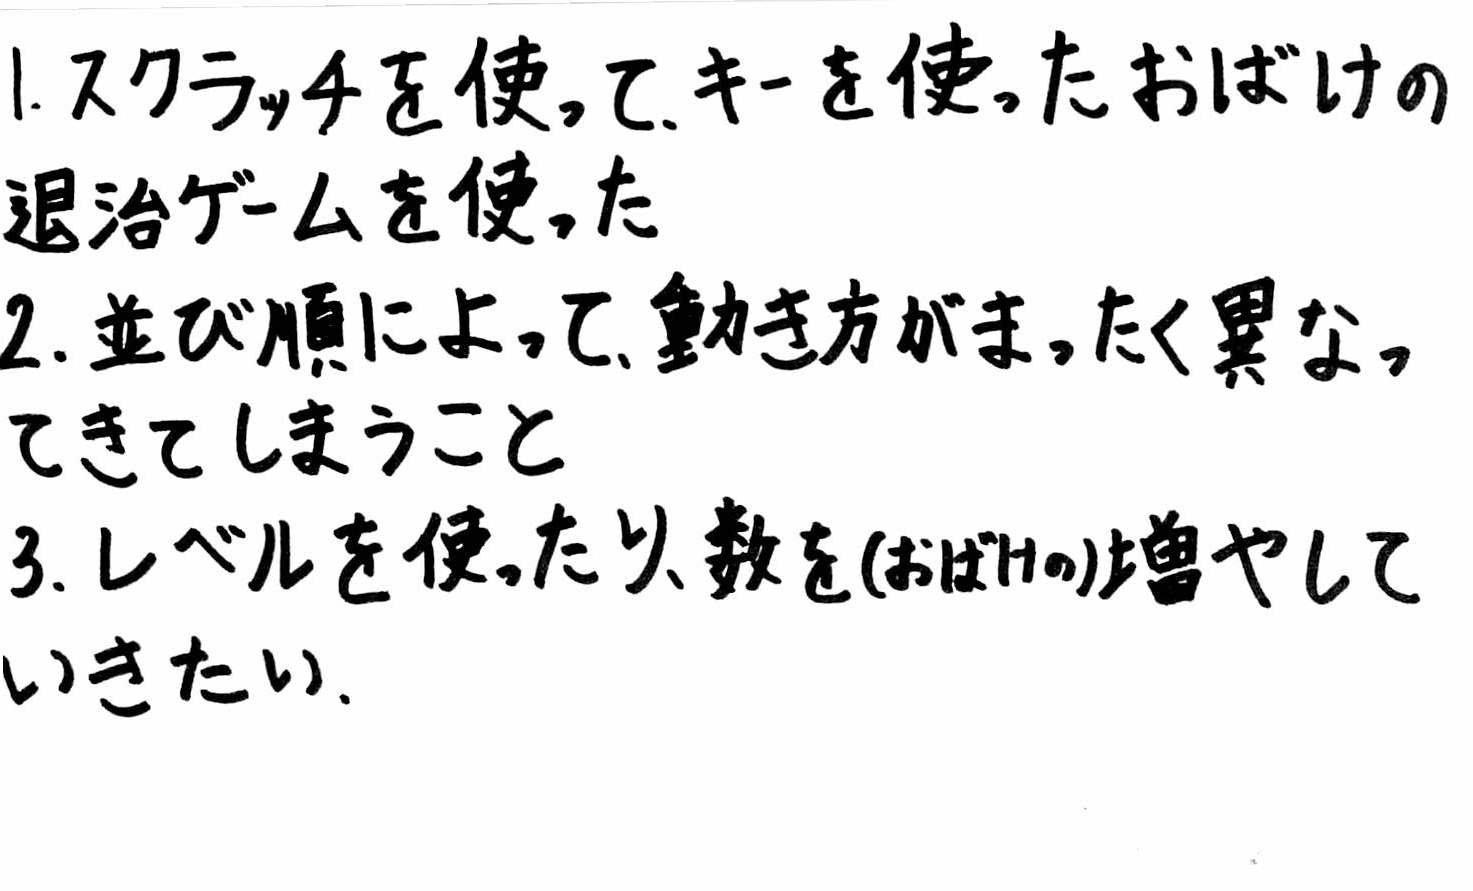 1.スクラッチを使って、キーを使ったおばけの
退治ゲームを使った
2.並び順によって、動き方がまったく異なっ
てきてしまうこと
3.レベルを使ったり、数を(おばけの)増やして
いきたい.